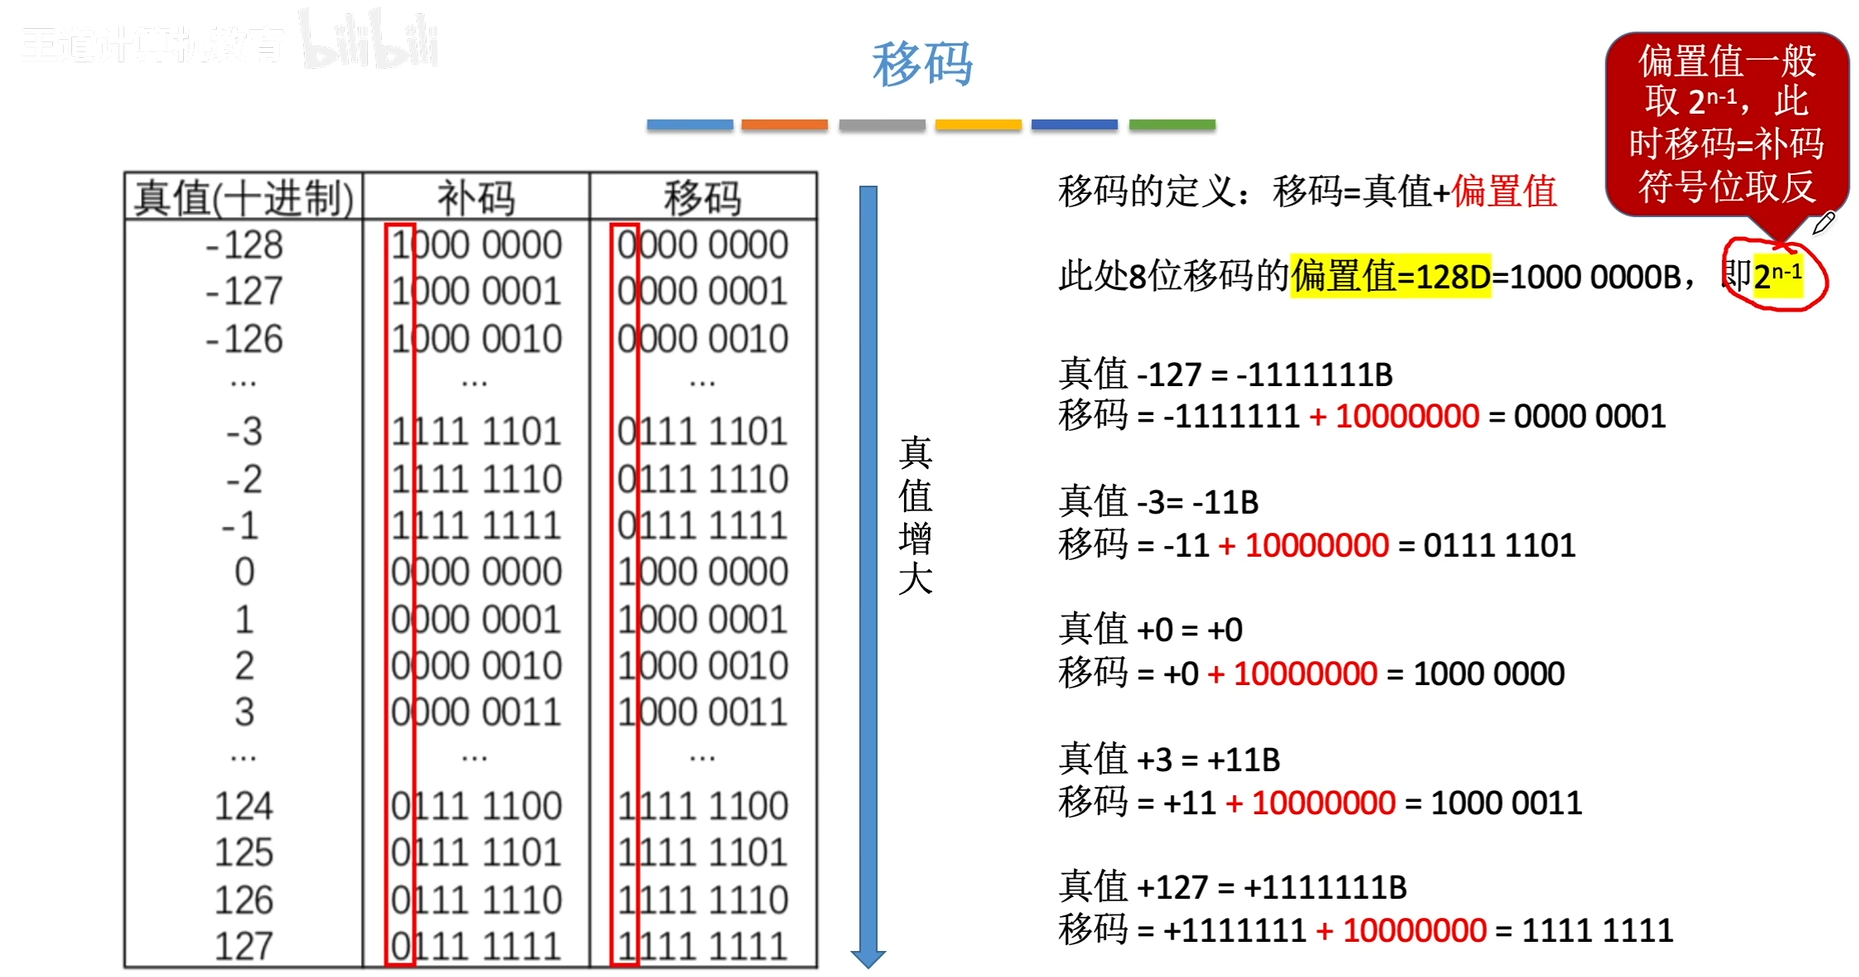 王道计算机教育 bilibili
移码
偏置值一般
取 2ⁿ⁻¹，此
时移码=补码
符号位取反
真值(十进制) 补码 移码
-128 1000 0000 0000 0000
-127 1000 0001 0000 0001
-126 1000 0010 0000 0010
... ... ...
-3 1111 1101 0111 1101
-2 1111 1110 0111 1110
-1 1111 1111 0111 1111
0 0000 0000 1000 0000
1 0000 0001 1000 0001
2 0000 0010 1000 0010
3 0000 0011 1000 0011
... ... ...
124 0111 1100 1111 1100
125 0111 1101 1111 1101
126 0111 1110 1111 1110
127 0111 1111 1111 1111
真值增大
移码的定义：移码=真值+偏置值
此处8位移码的偏置值=128D=1000 0000B，即2ⁿ⁻¹
真值 -127 = -1111111B
移码 = -1111111 + 10000000 = 0000 0001
真值 -3= -11B
移码 = -11 + 10000000 = 0111 1101
真值 +0 = +0
移码 = +0 + 10000000 = 1000 0000
真值 +3 = +11B
移码 = +11 + 10000000 = 1000 0011
真值 +127 = +1111111B
移码 = +1111111 + 10000000 = 1111 1111